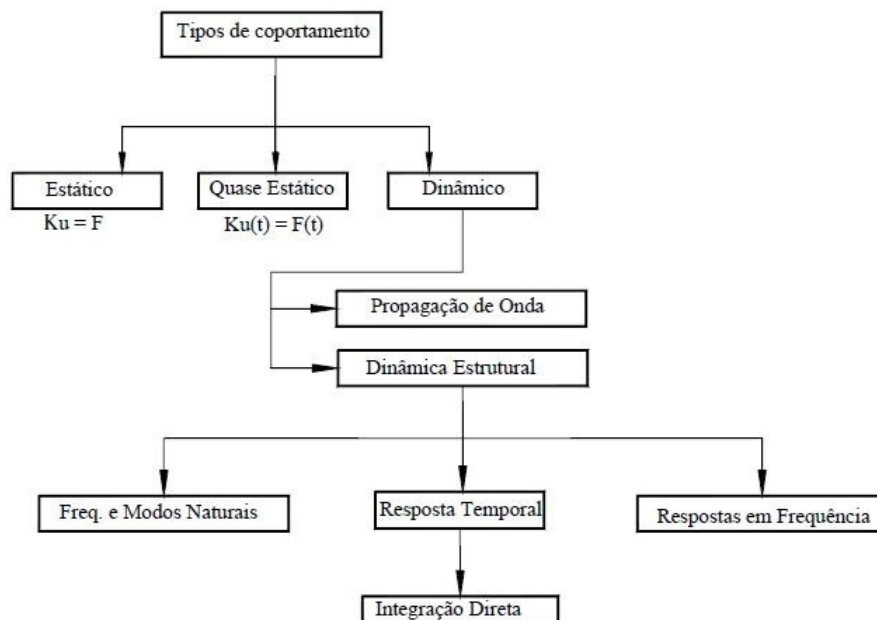 Tipos de coportamento
Estático
Quase Estático
Dinâmico
Ku = F
Ku(t) = F(t)
Propagação de Onda
Dinâmica Estrutural
Freq. e Modos Naturais
Resposta Temporal
Respostas em Frequência
Integração Direta